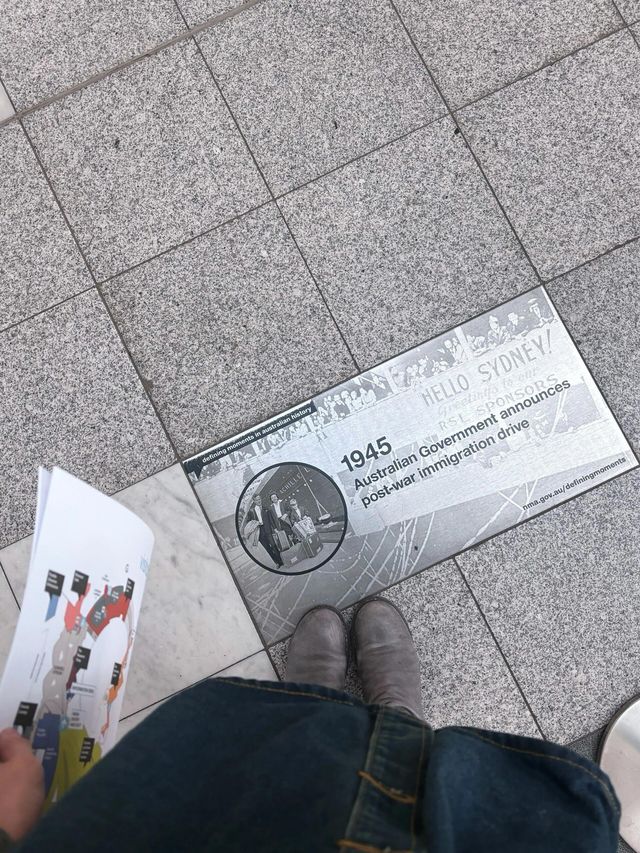 defining moments in australian history
HELLO SYDNEY!
Greetings to our
R.S.L. SPONSORS
1945
Australian Government announces
post-war immigration drive
nma.gov.au/definingmoments